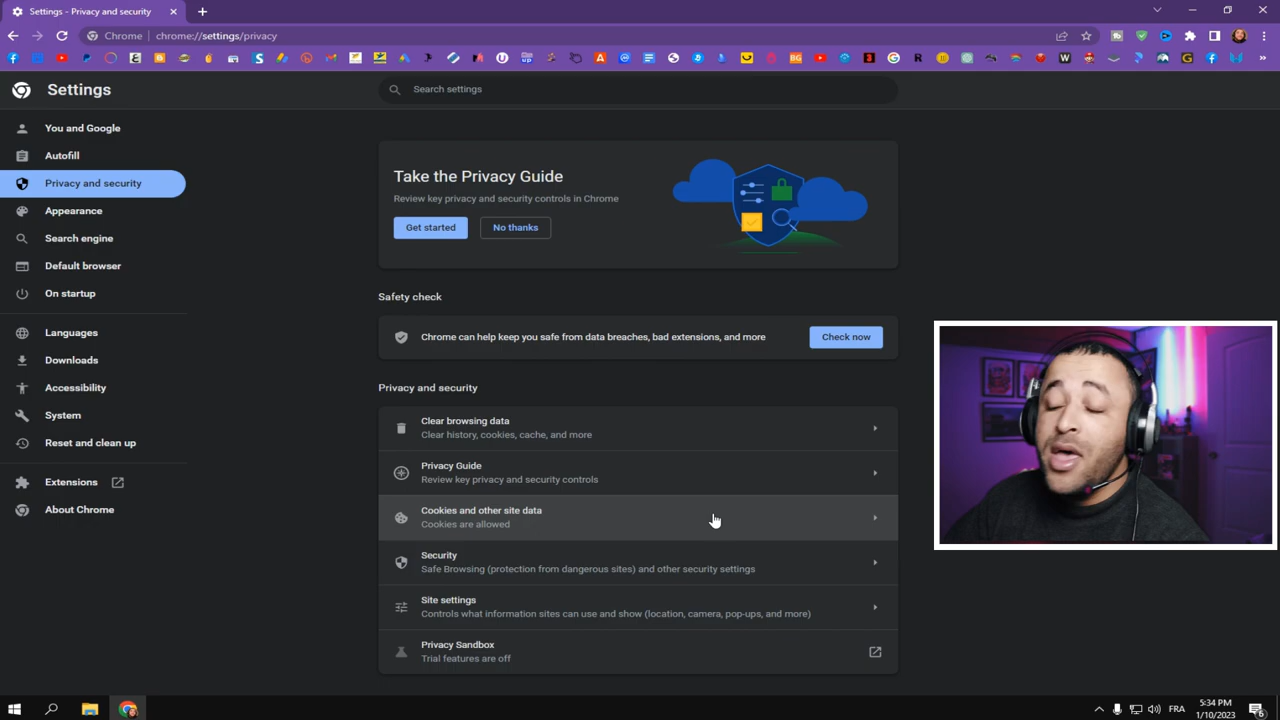 Settings - Privacy and security
Chrome
chrome://settings/privacy
Settings
Search settings
You and Google
Autofill
Privacy and security
Appearance
Search engine
Default browser
On startup
Languages
Downloads
Accessibility
System
Reset and clean up
Extensions
About Chrome
Take the Privacy Guide
Review key privacy and security controls in Chrome
Get started
No thanks
Safety check
Chrome can help keep you safe from data breaches, bad extensions, and more
Check now
Privacy and security
Clear browsing data
Clear history, cookies, cache, and more
Privacy Guide
Review key privacy and security controls
Cookies and other site data
Cookies are allowed
Security
Safe Browsing (protection from dangerous sites) and other security settings
Site settings
Controls what information sites can use and show (location, camera, pop-ups, and more)
Privacy Sandbox
Trial features are off
FRA
5:34 PM
1/10/2023
6